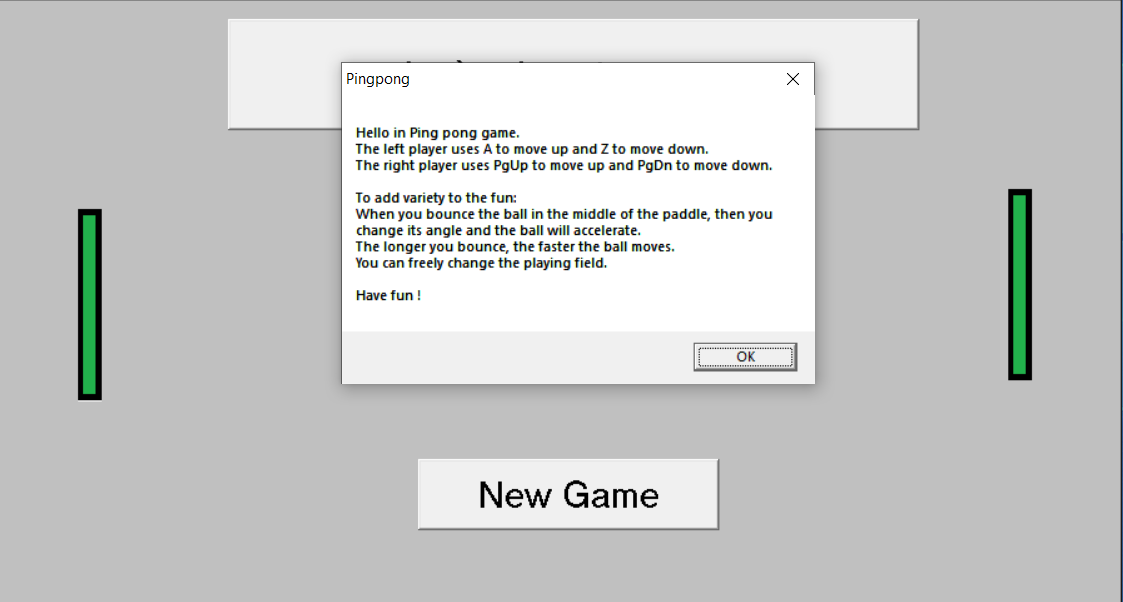 Pingpong
Hello in Ping pong game.
The left player uses A to move up and Z to move down.
The right player uses PgUp to move up and PgDn to move down.
To add variety to the fun:
When you bounce the ball in the middle of the paddle, then you
change its angle and the ball will accelerate.
The longer you bounce, the faster the ball moves.
You can freely change the playing field.
Have fun !
OK
New Game